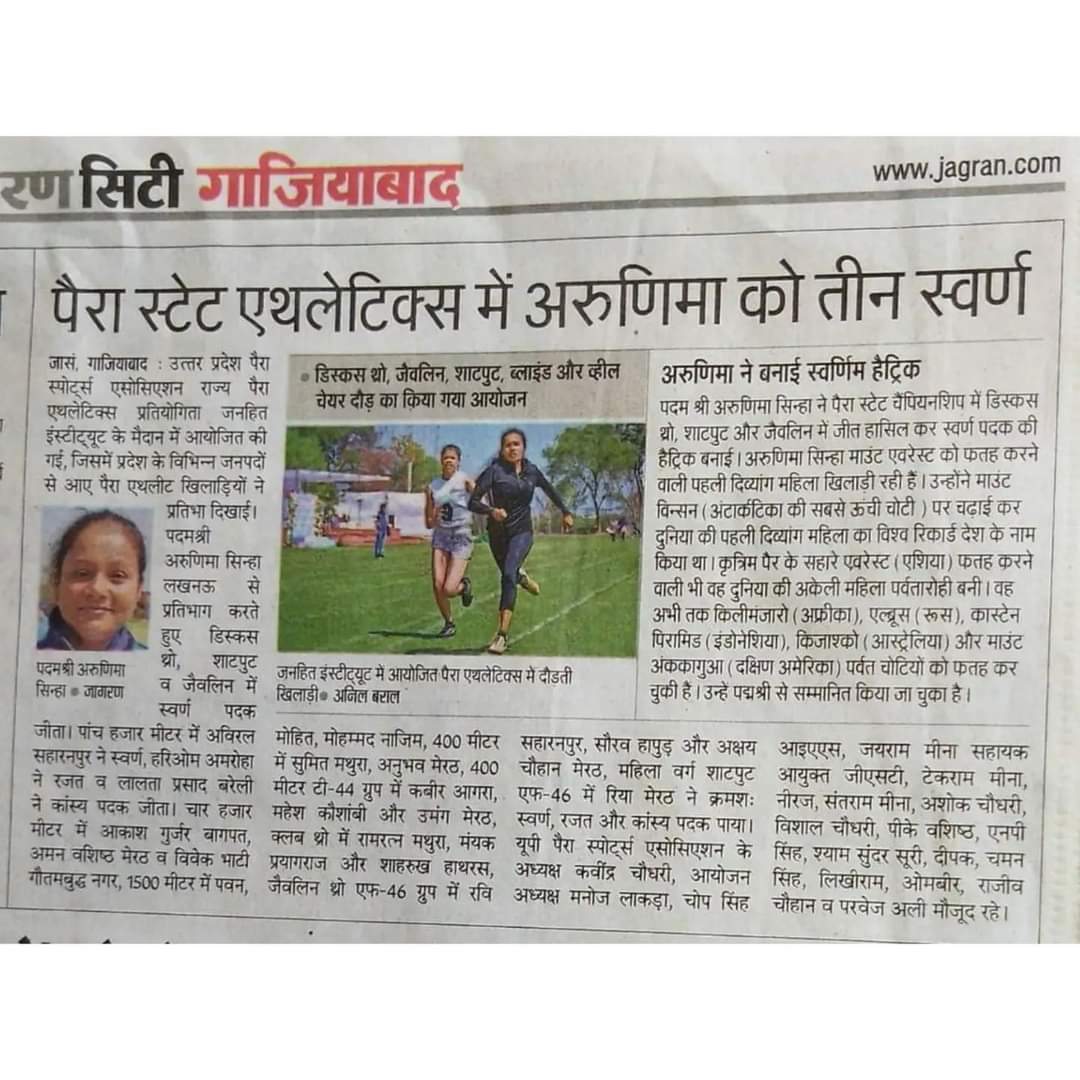 रण सिटी गाजियाबाद
www.jagran.com
पैरा स्टेट एथलेटिक्स में अरुणिमा को तीन स्वर्ण
जासं, गाजियाबाद : उत्तर प्रदेश पैरा
स्पोर्ट्स एसोसिएशन राज्य पैरा
एथलेटिक्स प्रतियोगिता जनहित
इंस्टीट्यूट के मैदान में आयोजित की
गई, जिसमें प्रदेश के विभिन्न जनपदों
से आए पैरा एथलीट खिलाड़ियों ने
प्रतिभा दिखाई।
पदमश्री
अरुणिमा सिन्हा
लखनऊ से
प्रतिभाग करते
हुए डिस्कस
थ्रो, शाटपुट
व जैवलिन में
स्वर्ण पदक
पदमश्री अरुणिमा
सिन्हा ● जागरण
जीता। पांच हजार मीटर में अविरल
सहारनपुर ने स्वर्ण, हरिओम अमरोहा
ने रजत व लालता प्रसाद बरेली
ने कांस्य पदक जीता। चार हजार
मीटर में आकाश गुर्जर बागपत,
अमन वशिष्ठ मेरठ व विवेक भाटी
गौतमबुद्ध नगर, 1500 मीटर में पवन,
● डिस्कस थ्रो, जैवलिन, शाटपुट, ब्लाइंड और व्हील
चेयर दौड़ का किया गया आयोजन
जनहित इंस्टीट्यूट में आयोजित पैरा एथलेटिक्स में दौड़ती
खिलाड़ी● अनिल बराल
मोहित, मोहम्मद नाजिम, 400 मीटर
में सुमित मथुरा, अनुभव मेरठ, 400
मीटर टी-44 ग्रुप में कबीर आगरा,
महेश कौशांबी और उमंग मेरठ,
क्लब थ्रो में रामरत्न मथुरा, मंयक
प्रयागराज और शाहरुख हाथरस,
जैवलिन थ्रो एफ-46 ग्रुप में रवि
सहारनपुर, सौरव हापुड़ और अक्षय
चौहान मेरठ, महिला वर्ग शाटपुट
एफ-46 में रिया मेरठ ने क्रमशः
स्वर्ण, रजत और कांस्य पदक पाया।
यूपी पैरा स्पोर्ट्स एसोसिएशन के
अध्यक्ष कवींद्र चौधरी, आयोजन
अध्यक्ष मनोज लाकड़ा, चोप सिंह
आइएएस, जयराम मीना सहायक
आयुक्त जीएसटी, टेकराम मीना,
नीरज, संतराम मीना, अशोक चौधरी,
विशाल चौधरी, पीके वशिष्ठ, एनपी
सिंह, श्याम सुंदर सूरी, दीपक, चमन
सिंह, लिखीराम, ओमबीर, राजीव
चौहान व परवेज अली मौजूद रहे।
अरुणिमा ने बनाई स्वर्णिम हैट्रिक
पदम श्री अरुणिमा सिन्हा ने पैरा स्टेट चैंपियनशिप में डिस्कस
थ्रो, शाटपुट और जैवलिन में जीत हासिल कर स्वर्ण पदक की
हैट्रिक बनाई। अरुणिमा सिन्हा माउंट एवरेस्ट को फतह करने
वाली पहली दिव्यांग महिला खिलाड़ी रही हैं। उन्होंने माउंट
विन्सन (अंटार्कटिका की सबसे ऊंची चोटी ) पर चढ़ाई कर
दुनिया की पहली दिव्यांग महिला का विश्व रिकार्ड देश के नाम
किया था। कृत्रिम पैर के सहारे एवरेस्ट (एशिया) फतह करने
वाली भी वह दुनिया की अकेली महिला पर्वतारोही बनी। वह
अभी तक किलीमंजारो (अफ्रीका), एल्ब्रूस (रूस), कास्टेन
पिरामिड (इंडोनेशिया), किजाश्को (आस्ट्रेलिया) और माउंट
अंककागुआ (दक्षिण अमेरिका) पर्वत चोटियों को फतह कर
चुकी हैं। उन्हें पद्मश्री से सम्मानित किया जा चुका है।